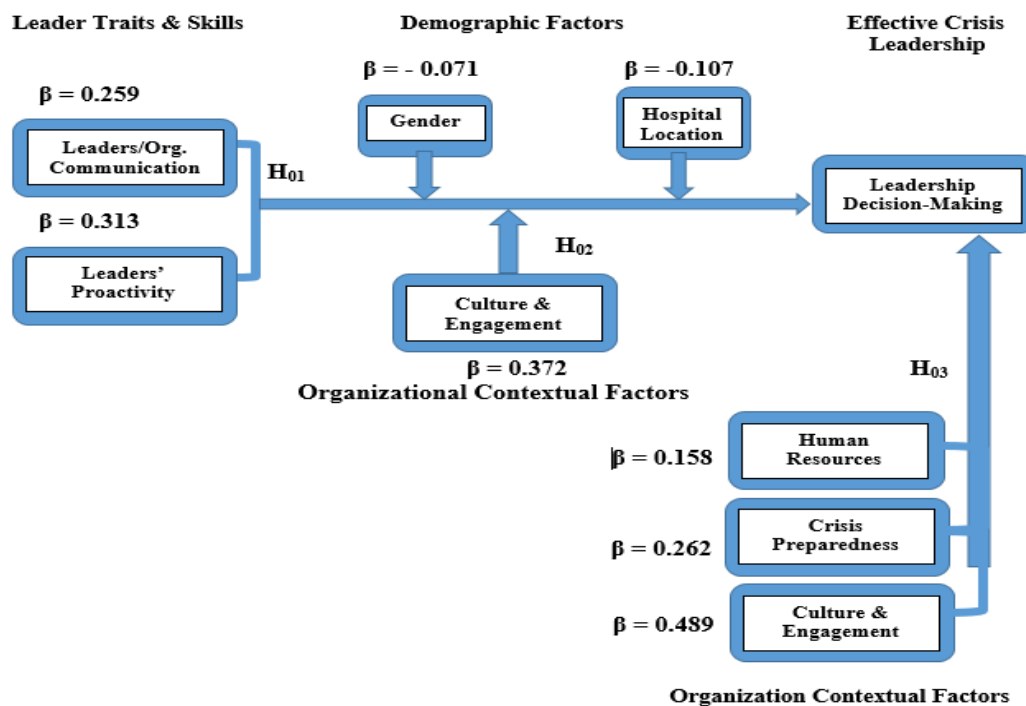 Leader Traits & Skills
Demographic Factors
Effective Crisis
Leadership
β = - 0.071
β = -0.107
β = 0.259
Gender
Hospital
Location
Leaders/Org.
Communication
H01
Leadership
Decision-Making
β = 0.313
Leaders’
Proactivity
H02
Culture &
Engagement
β = 0.372
Organizational Contextual Factors
H03
β = 0.158
Human
Resources
β = 0.262
Crisis
Preparedness
β = 0.489
Culture &
Engagement
Organization Contextual Factors